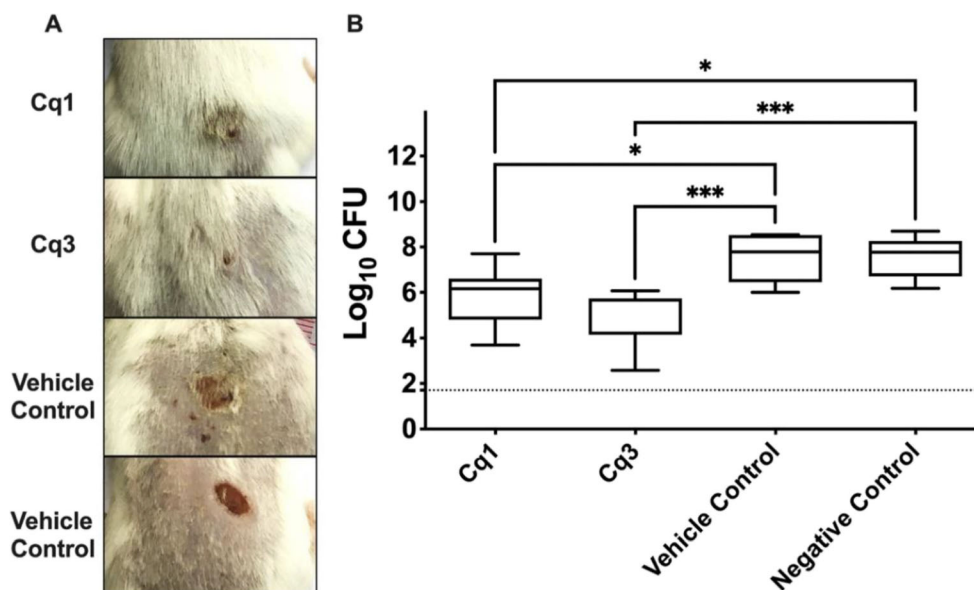 A
Cq1
Cq3
Vehicle
Control
Vehicle
Control
B
Log10 CFU
12
10
8
6
4
2
0
*
***
*
***
Cq1
Cq3
Vehicle Control
Negative Control